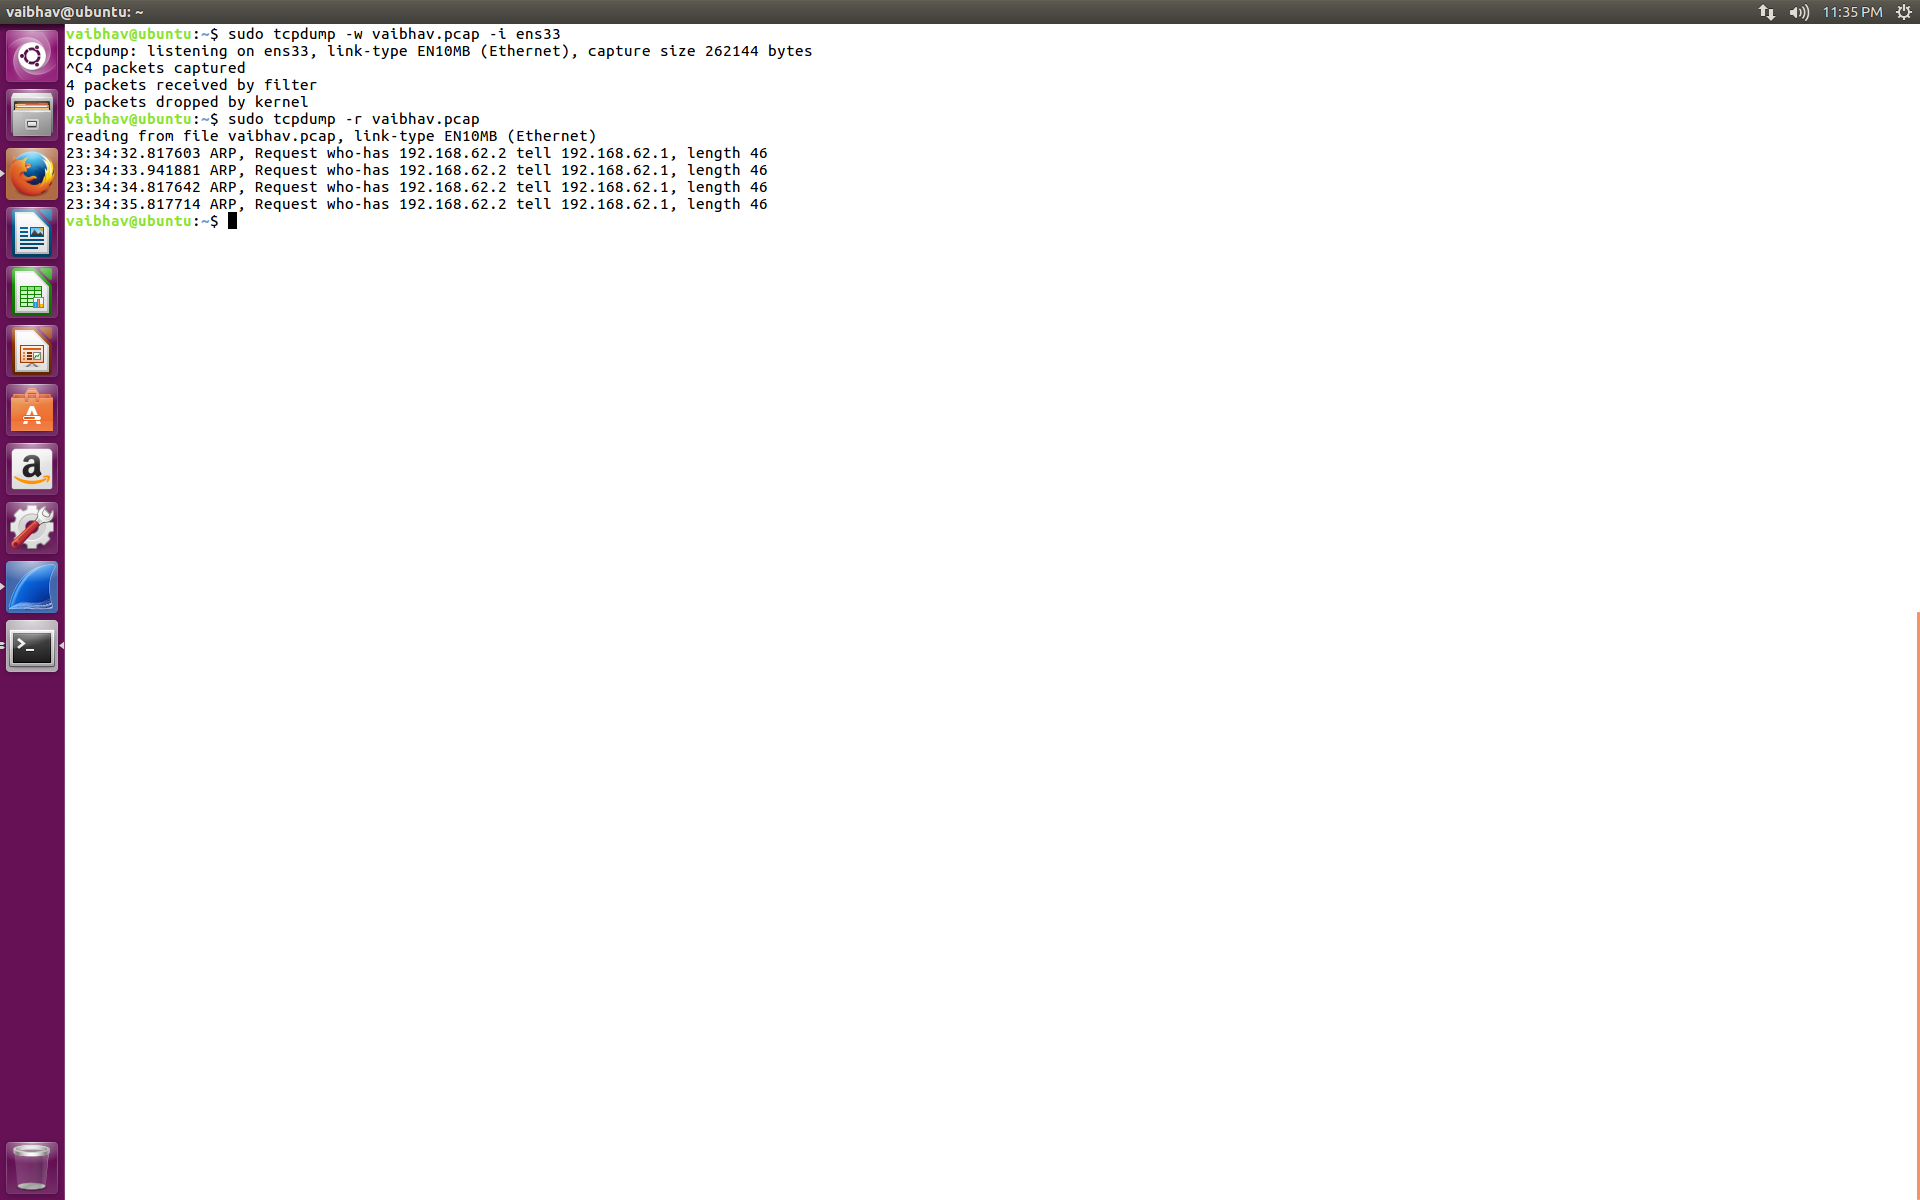 vaibhav@ubuntu: ~
11:35 PM
vaibhav@ubuntu:~$ sudo tcpdump -w vaibhav.pcap -i ens33
tcpdump: listening on ens33, link-type EN10MB (Ethernet), capture size 262144 bytes
^C4 packets captured
4 packets received by filter
0 packets dropped by kernel
vaibhav@ubuntu:~$ sudo tcpdump -r vaibhav.pcap
reading from file vaibhav.pcap, link-type EN10MB (Ethernet)
23:34:32.817603 ARP, Request who-has 192.168.62.2 tell 192.168.62.1, length 46
23:34:33.941881 ARP, Request who-has 192.168.62.2 tell 192.168.62.1, length 46
23:34:34.817642 ARP, Request who-has 192.168.62.2 tell 192.168.62.1, length 46
23:34:35.817714 ARP, Request who-has 192.168.62.2 tell 192.168.62.1, length 46
vaibhav@ubuntu:~$